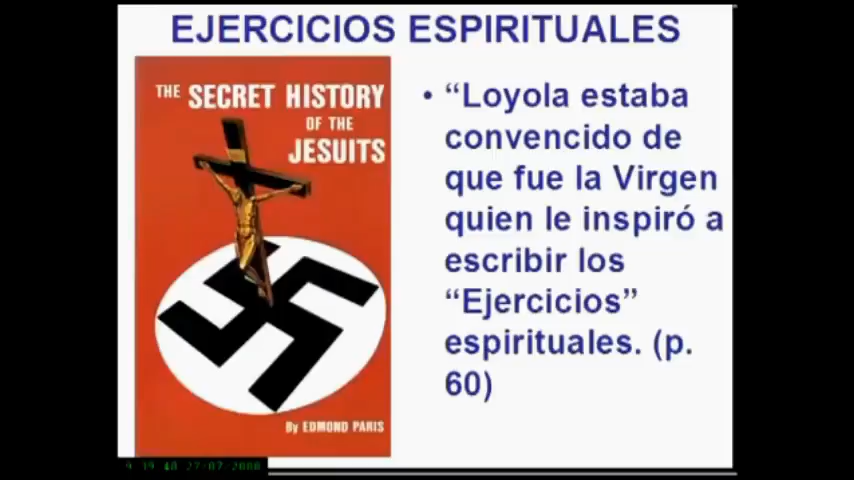 EJERCICIOS ESPIRITUALES
THE SECRET HISTORY
OF THE
JESUITS
By EDMOND PARIS
• “Loyola estaba
convencido de
que fue la Virgen
quien le inspiró a
escribir los
“Ejercicios”
espirituales. (p.
60)